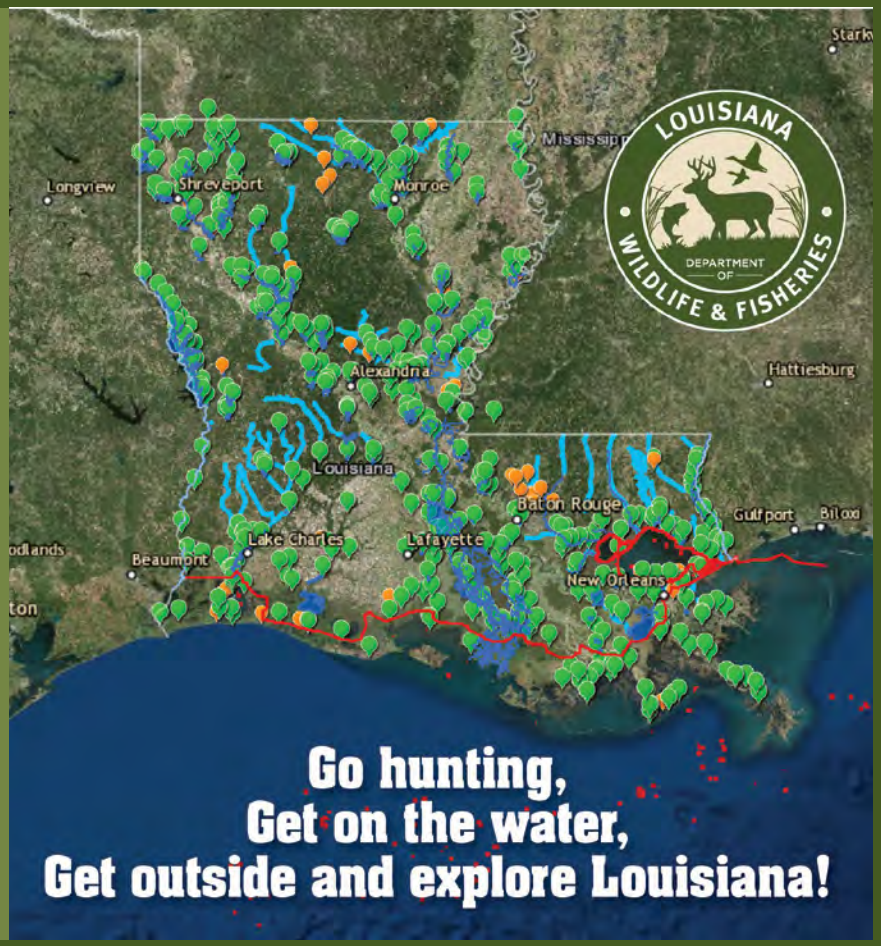 Stark
LOUISIANA
Mississipp
Longview
Shreveport
Monroe
DEPARTMENT
OF
WILDLIFE & FISHERIES
Alexandria
Hattiesburg
Louisiana
Baton Rouge
Gulfport
Biloxi
Lake Charles
Lafayette
odlands
Beaumont
New Orleans
ton
Go hunting,
Get on the water,
Get outside and explore Louisiana!